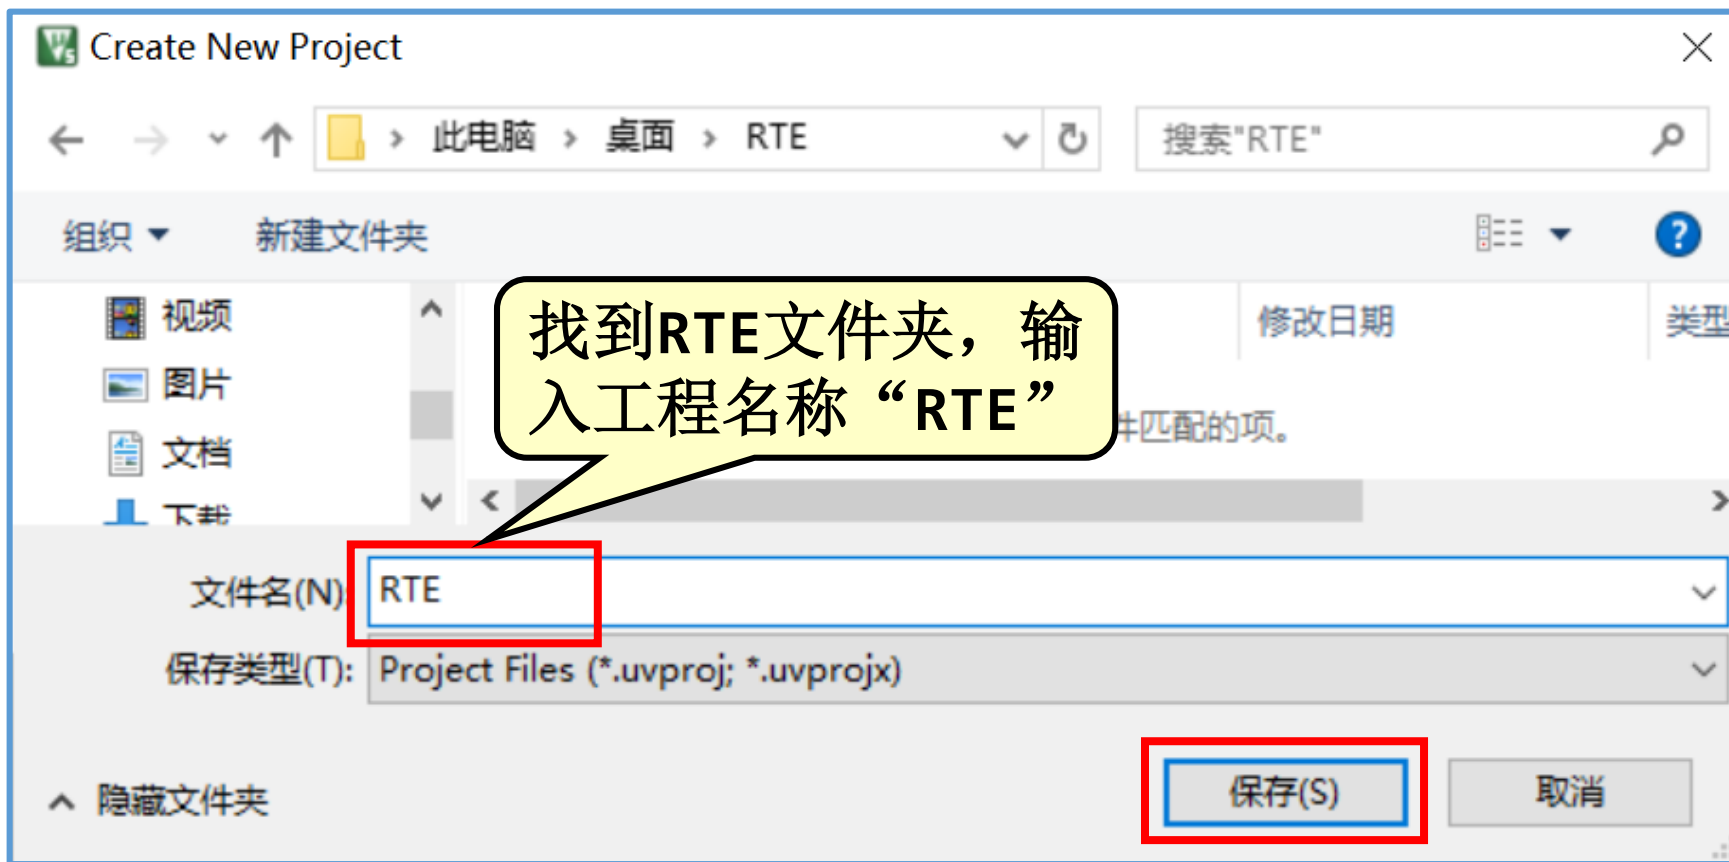 Create New Project
此电脑 > 桌面 > RTE
搜索"RTE"
组织
新建文件夹
视频
图片
文档
下载
修改日期
类型
找到RTE文件夹，输
入工程名称“RTE”
件匹配的项。
文件名(N):
RTE
保存类型(T):
Project Files (*.uvproj; *.uvprojx)
隐藏文件夹
保存(S)
取消